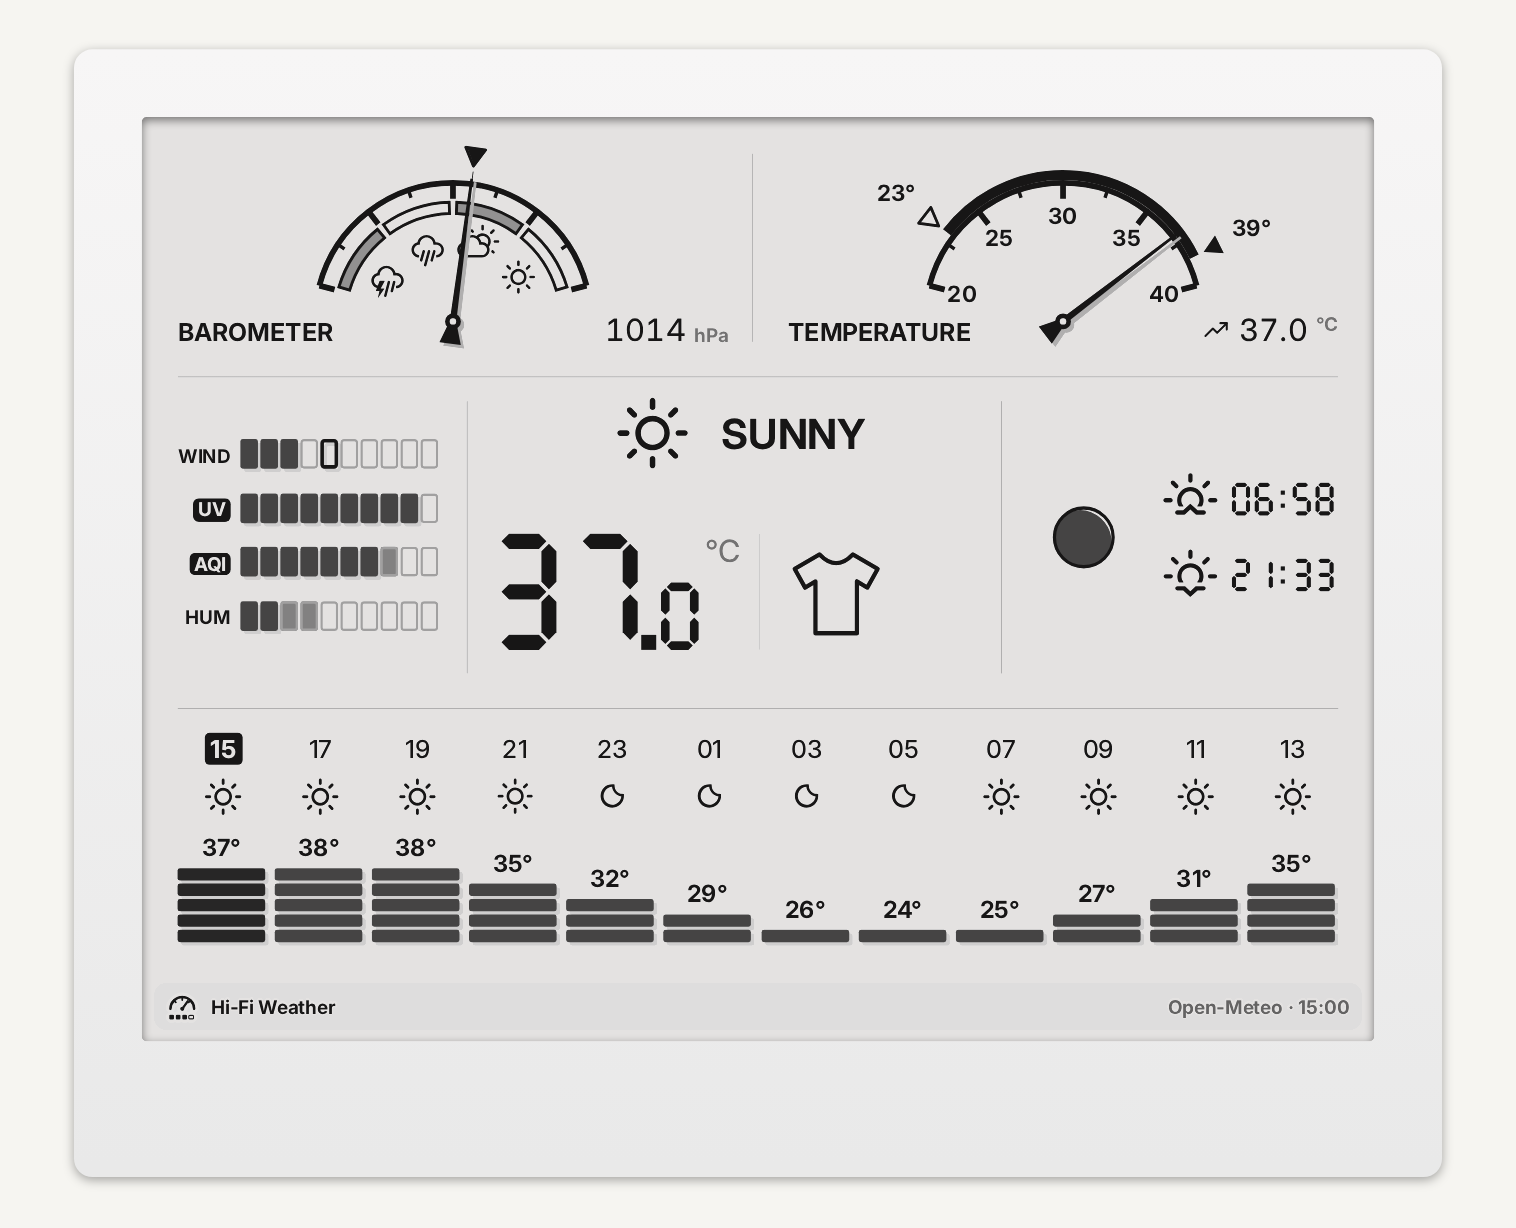 23°
39°
20 25 30 35 40
BAROMETER 1014 hPa TEMPERATURE 37.0 °C
SUNNY
WIND
UV
AQI
HUM
37.0 °C
06:58
21:33
15 17 19 21 23 01 03 05 07 09 11 13
37° 38° 38° 35° 32° 29° 26° 24° 25° 27° 31° 35°
Hi-Fi Weather Open-Meteo · 15:00